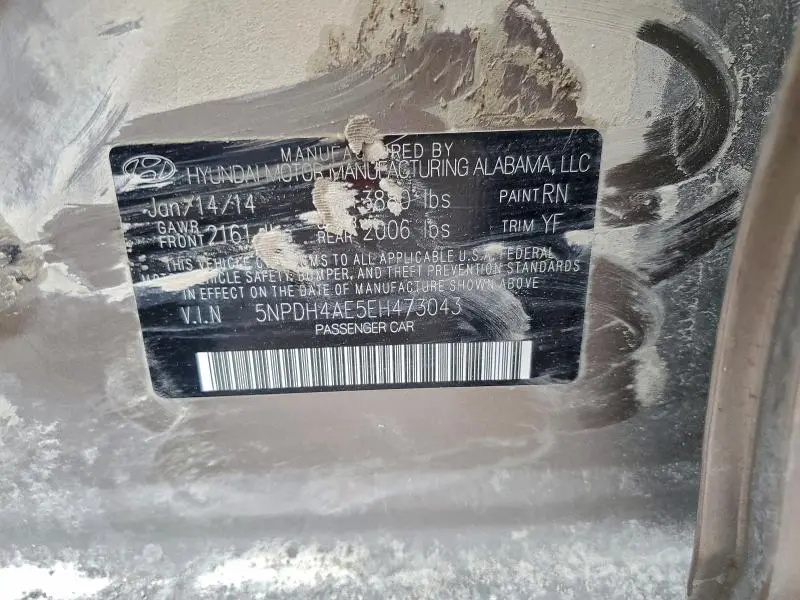 MANUFACTURED BY
HYUNDAI MOTOR MANUFACTURING ALABAMA, LLC
Jan/14/14 lbs PAINT RN
GAWR
FRONT 2161 REAR 2006 lbs TRIM YF
THIS VEHICLE TO ALL APPLICABLE U.S.A. FEDERAL
VEHICLE SAFETY, BUMPER, AND THEFT PREVENTION STANDARDS
IN EFFECT ON THE DATE OF MANUFACTURE SHOWN ABOVE
V.I.N 5NPDH4AE5EH473043
PASSENGER CAR